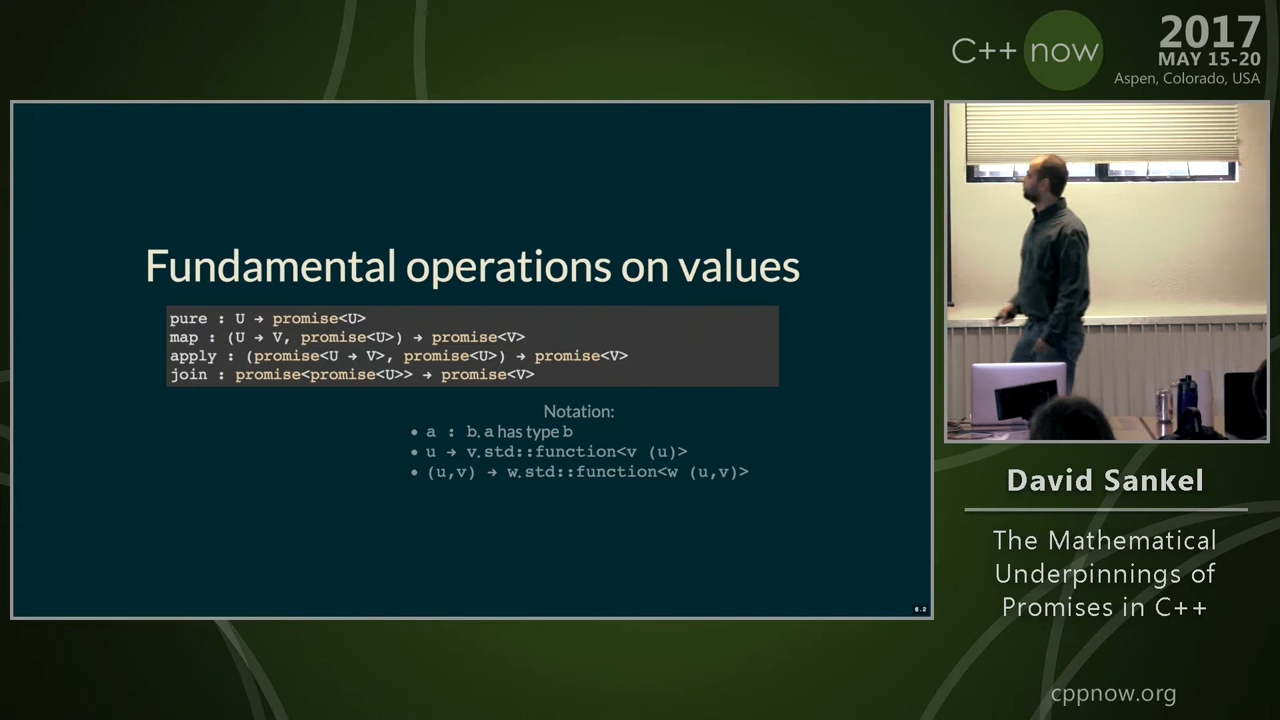 C++ now
2017
MAY 15-20
Aspen, Colorado, USA
Fundamental operations on values
pure : U → promise<U>
map : (U → V, promise<U>) → promise<V>
apply : (promise<U → V>, promise<U>) → promise<V>
join : promise<promise<U>> → promise<V>
Notation:
• a : b. a has type b
• u → v. std::function<v (u)>
• (u,v) → w. std::function<w (u,v)>
6.2
David Sankel
The Mathematical
Underpinnings of
Promises in C++
cppnow.org